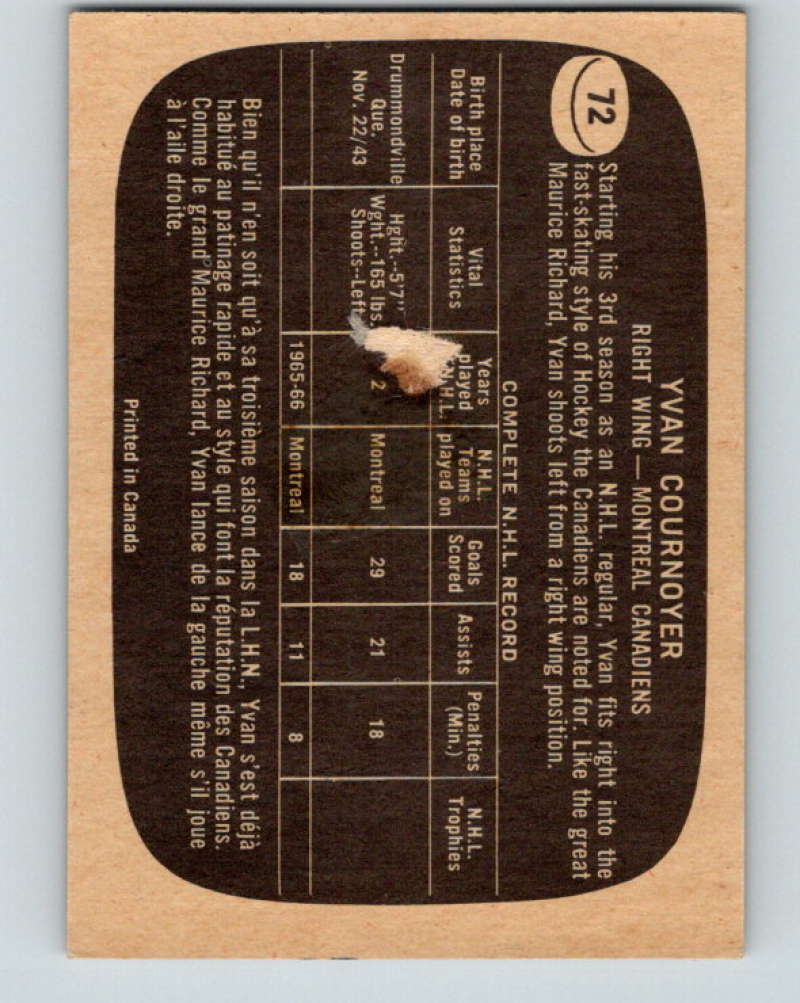 72
YVAN COURNOYER
RIGHT WING — MONTREAL CANADIENS
Starting his 3rd season as an N.H.L. regular, Yvan fits right into the
fast-skating style of Hockey the Canadiens are noted for. Like the great
Maurice Richard, Yvan shoots left from a right wing position.
COMPLETE N.H.L. RECORD
Birth place
Date of birth
Vital
Statistics
Years
played
N.H.L.
N.H.L.
Teams
played on
Goals
Scored
Assists
Penalties
(Min.)
N.H.L.
Trophies
Drummondville
Que.
Nov. 22/43
Hght.--5'7"
Wght.--165 lbs.
Shoots--Left
2
Montreal
29
21
18
1965-66
Montreal
18
11
8
Bien qu'il n'en soit qu'à sa troisième saison dans la L.H.N., Yvan s'est déjà
habitué au patinage rapide et au style qui font la réputation des Canadiens.
Comme le grand Maurice Richard, Yvan lance de la gauche même s'il joue
à l'aile droite.
Printed in Canada